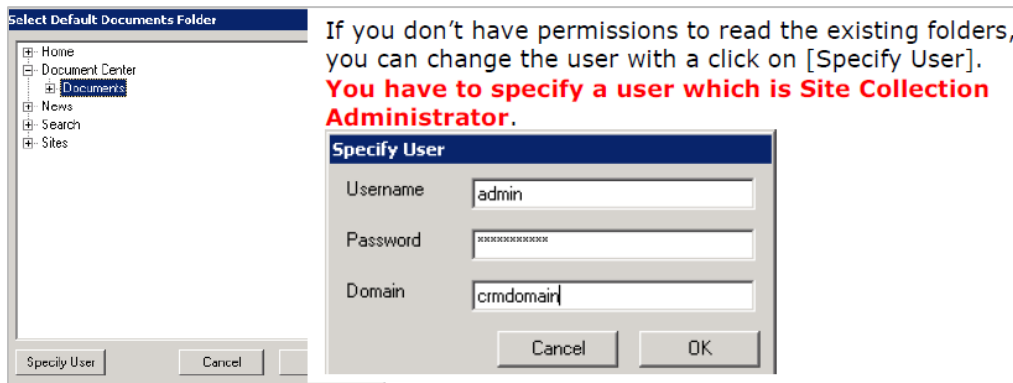 Select Default Documents Folder
Home
Document Center
Documents
News
Search
Sites
Specify User
Cancel
If you don’t have permissions to read the existing folders,
you can change the user with a click on [Specify User].
You have to specify a user which is Site Collection
Administrator.
Specify User
Username
admin
Password
xxxxxxxxxxx
Domain
crmdomain
Cancel
OK